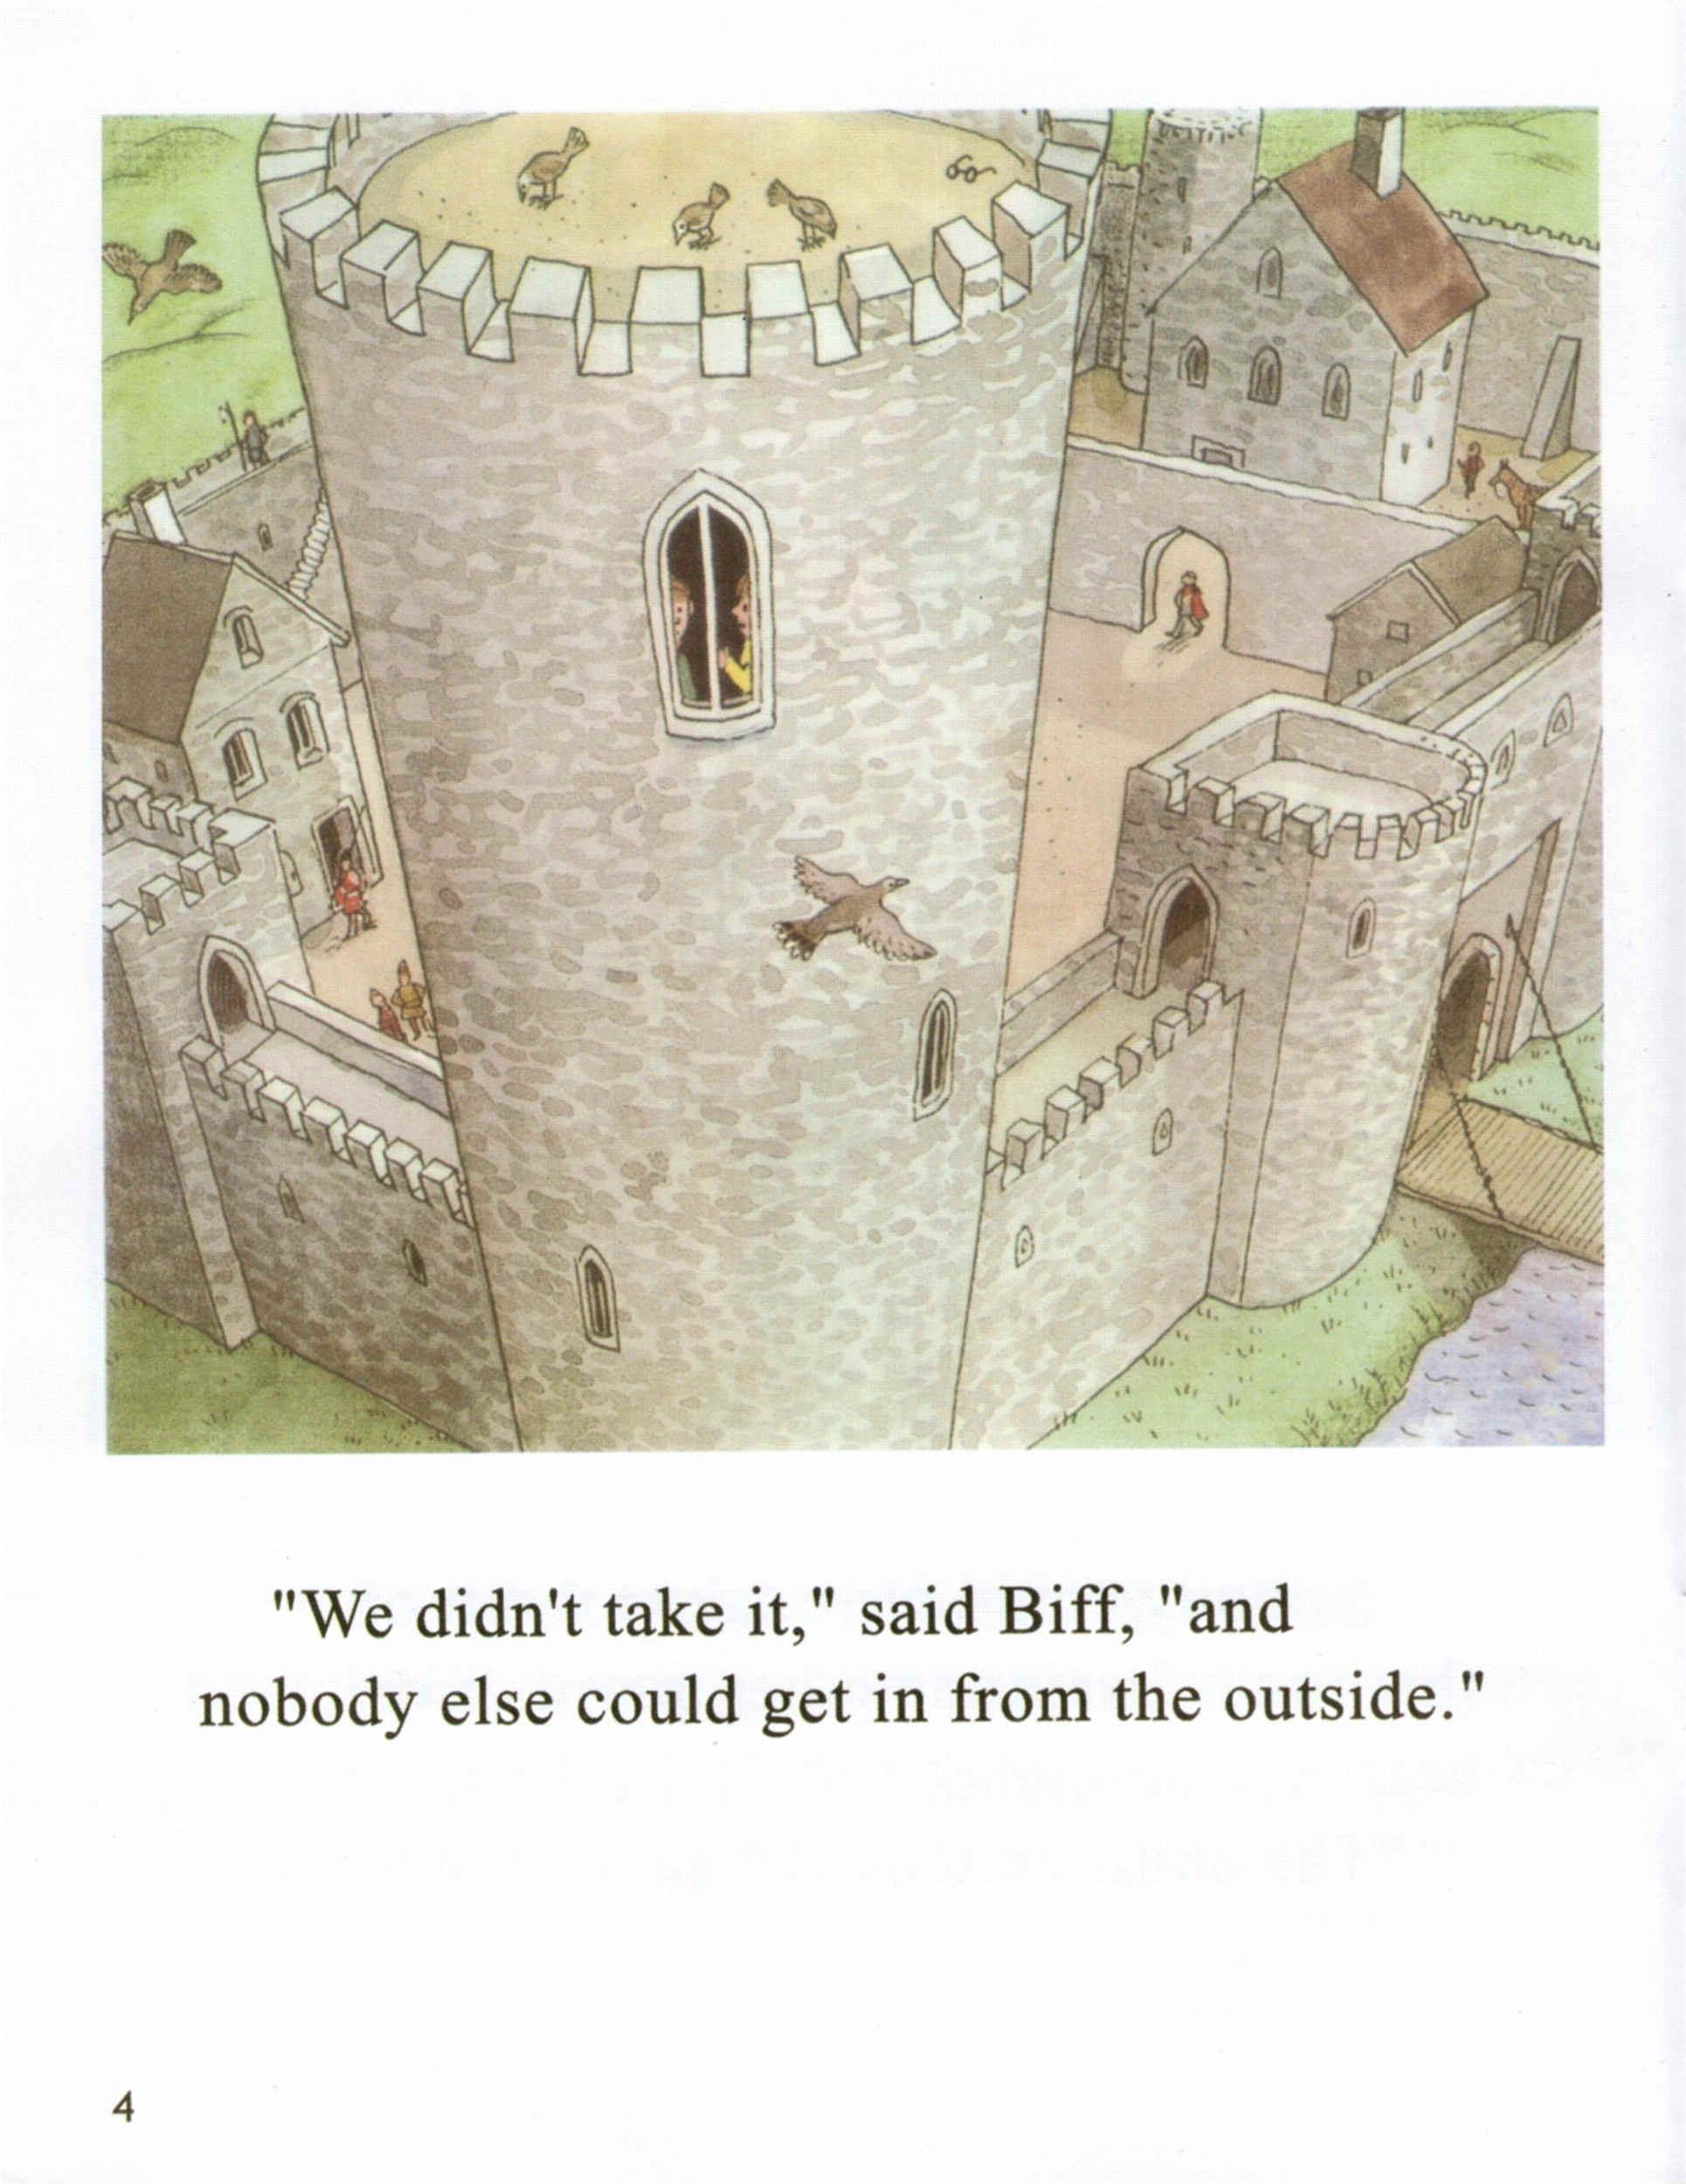 "We didn't take it," said Biff, "and
nobody else could get in from the outside."
4